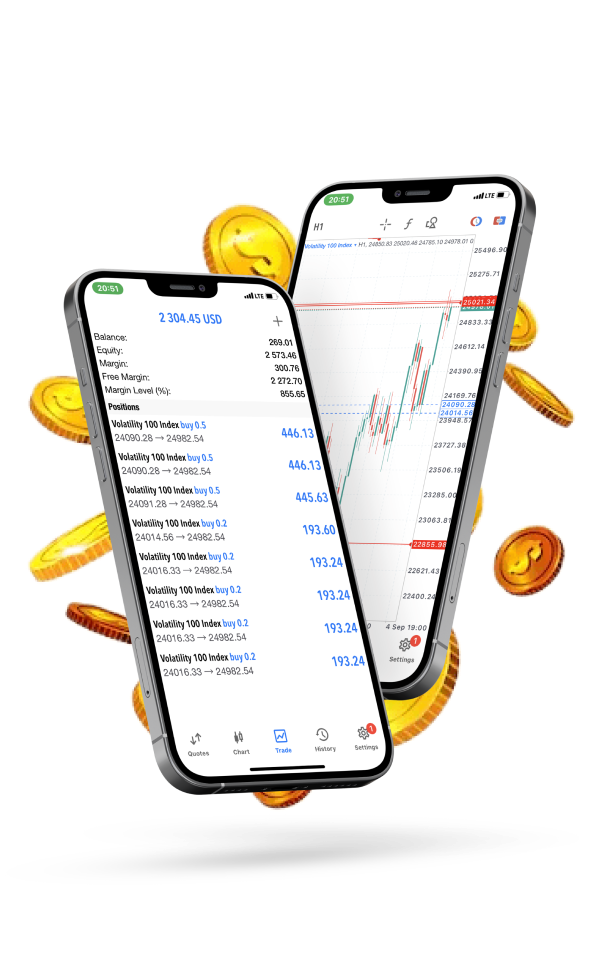 20:51
LTE
2 304.45 USD
Balance: 269.01
Equity: 2 573.46
Margin: 300.76
Free Margin: 2 272.70
Margin Level (%): 855.65
Positions
Volatility 100 Index buy 0.5
24090.28 → 24982.54 446.13
Volatility 100 Index buy 0.5
24090.28 → 24982.54 446.13
Volatility 100 Index buy 0.5
24091.28 → 24982.54 445.63
Volatility 100 Index buy 0.2
24014.56 → 24982.54 193.60
Volatility 100 Index buy 0.2
24016.33 → 24982.54 193.24
Volatility 100 Index buy 0.2
24016.33 → 24982.54 193.24
Volatility 100 Index buy 0.2
24016.33 → 24982.54 193.24
Volatility 100 Index buy 0.2
24016.33 → 24982.54 193.24
Quotes Chart Trade History Settings
1
20:51
LTE
H1
Volatility 100 Index • H1, 24850.83 25020.46 24765.10 24978.01 0
25496.90
25275.71
25021.34
24833.33
24612.14
24390.95
24169.76
24090.28
24014.56
23948.57
23727.38
23506.19
23285.00
23063.81
22855.98
22621.43
22400.24
4 Sep 19:00
1
Settings